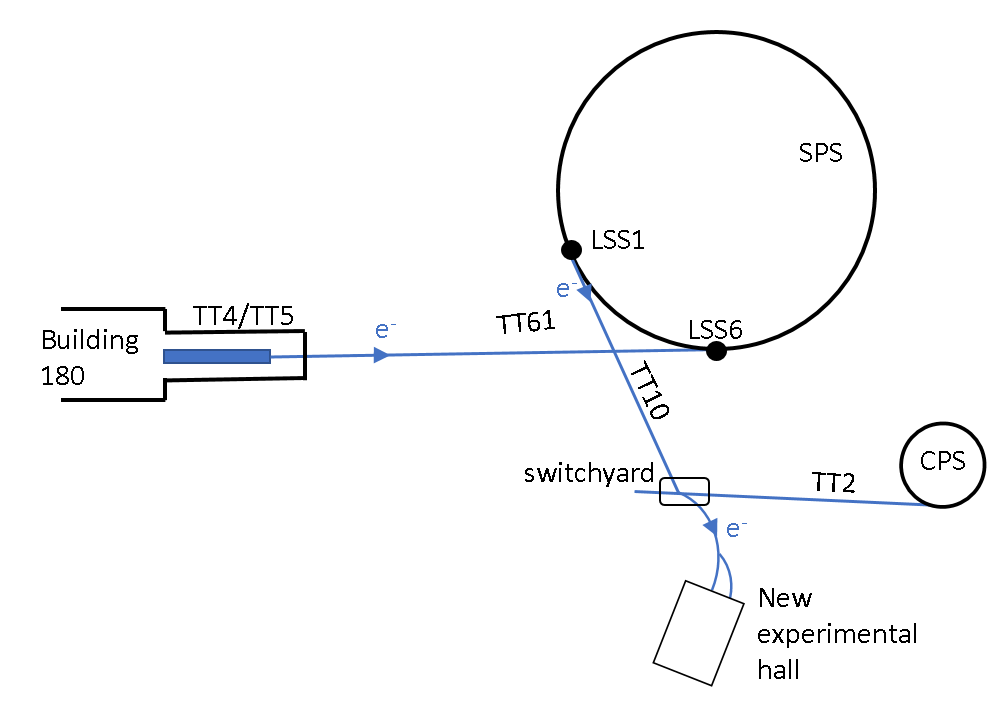 SPS
LSS1
e-
TT4/TT5
TT61
LSS6
Building
180
e-
TT10
CPS
switchyard
TT2
e-
New
experimental
hall